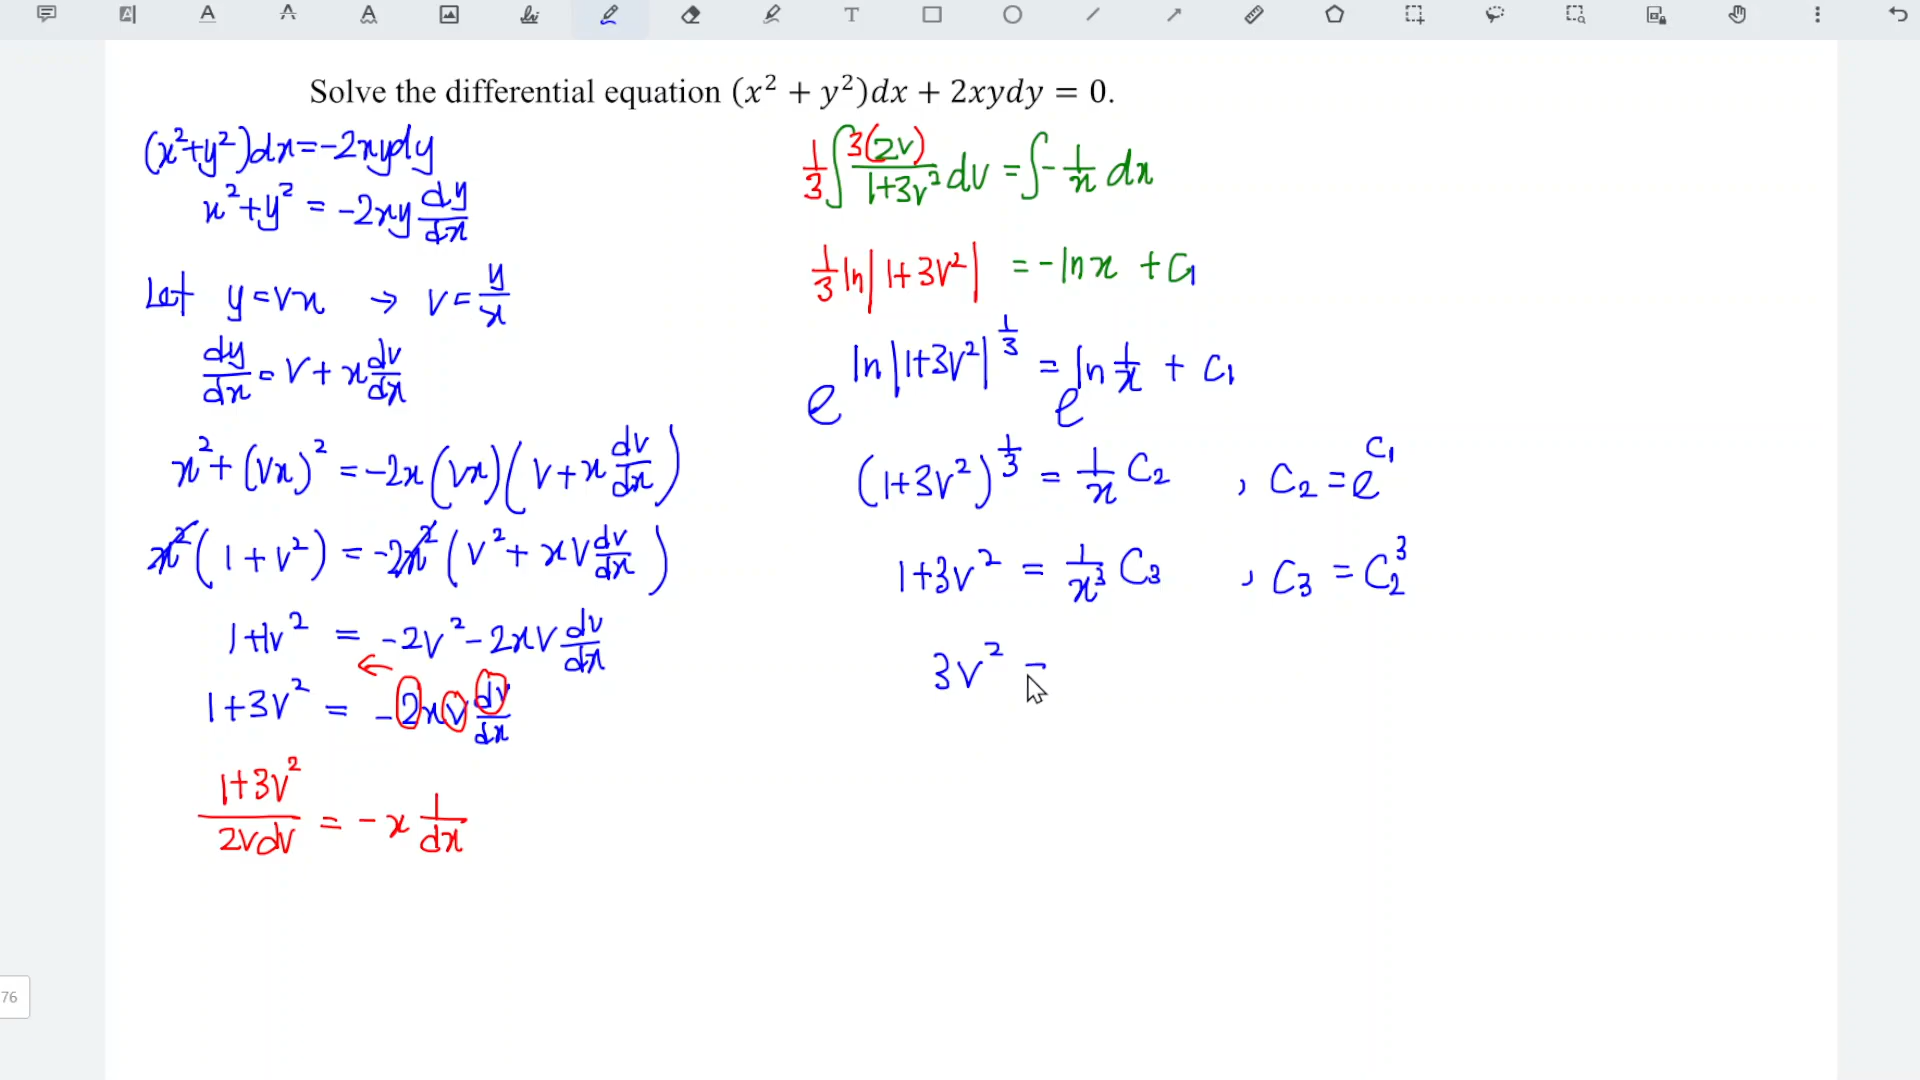 Solve the differential equation (x² + y²)dx + 2xydy = 0.
(x²+y²)dx=-2xydy
x²+y² = -2xy dy/dx
Let y=vx → v= y/x
dy/dx = v+ x dv/dx
x²+(vx)² =-2x(vx)(v+x dv/dx)
x²(1+v²) = -2x²(v²+ xv dv/dx)
1+1v² = -2v²-2xv dv/dx
←
1+3v² = -2xv dv/dx
1+3v²/2vdv = -x 1/dx
1/3 ∫ 3(2v)/1+3v² dv =∫- 1/x dx
1/3 ln|1+3v²| = -ln x + C₁
e^(ln|1+3v²|^(1/3)) = e^(ln 1/x + C₁)
(1+3v²)^(1/3) = 1/x C₂ , C₂ = e^(C₁)
1+3v² = 1/x³ C₃ , C₃ = C₂³
3v² =
76